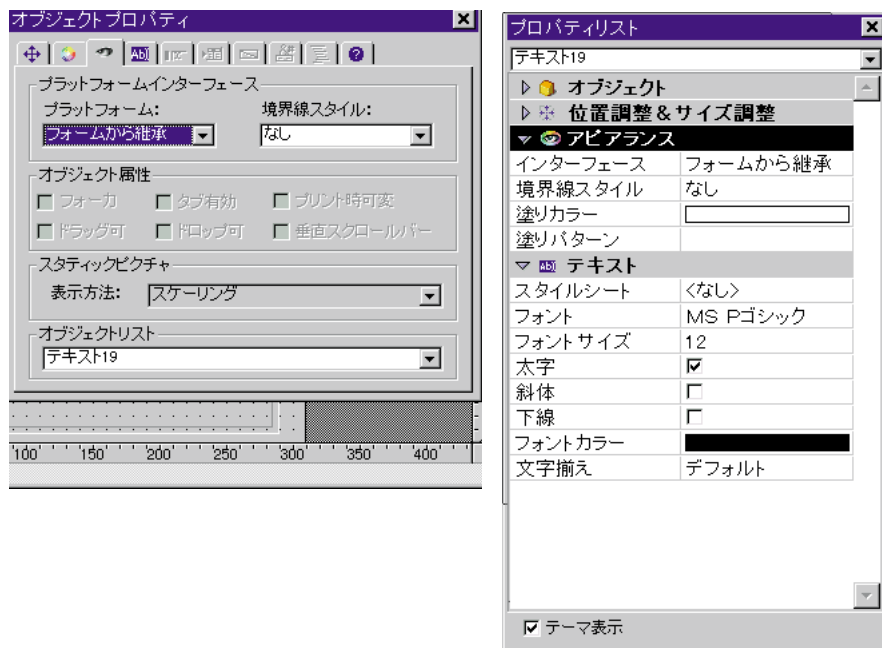 オブジェクトプロパティ
プラットフォームインターフェース
プラットフォーム: 境界線スタイル:
フォームから継承 なし
オブジェクト属性
フォーカ タブ有効 プリント時可変
ドラッグ可 ドロップ可 垂直スクロールバー
スタティックピクチャ
表示方法: スケーリング
オブジェクトリスト
テキスト19
100 150 200 250 300 350 400
プロパティリスト
テキスト19
オブジェクト
位置調整&サイズ調整
アピアランス
インターフェース フォームから継承
境界線スタイル なし
塗りカラー
塗りパターン
テキスト
スタイルシート <なし>
フォント MS Pゴシック
フォントサイズ 12
太字
斜体
下線
フォントカラー
文字揃え デフォルト
テーマ表示